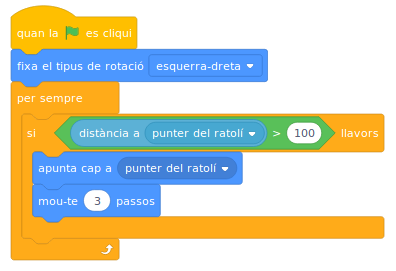 quan la es cliqui
fixa el tipus de rotació esquerra-dreta
per sempre
si distància a punter del ratolí > 100 llavors
apunta cap a punter del ratolí
mou-te 3 passos